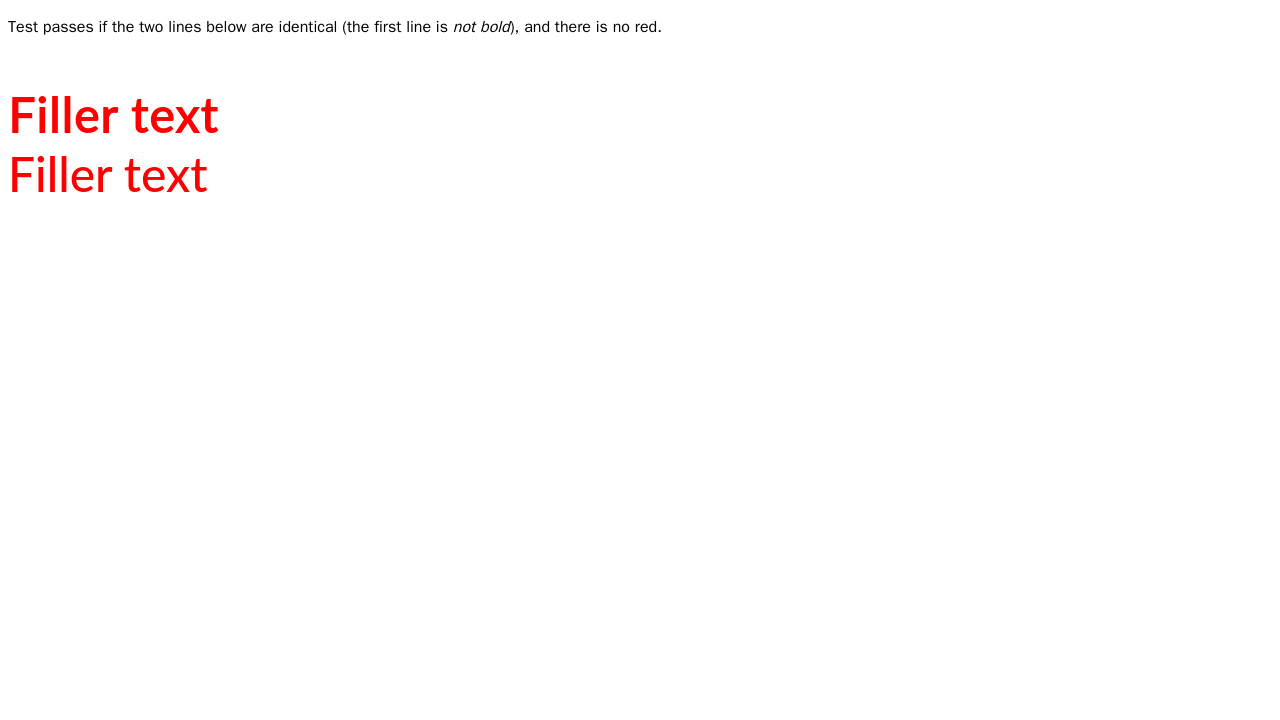 Test passes if the two lines below are identical (the first line is not bold), and there is no red.
Filler text
Filler text